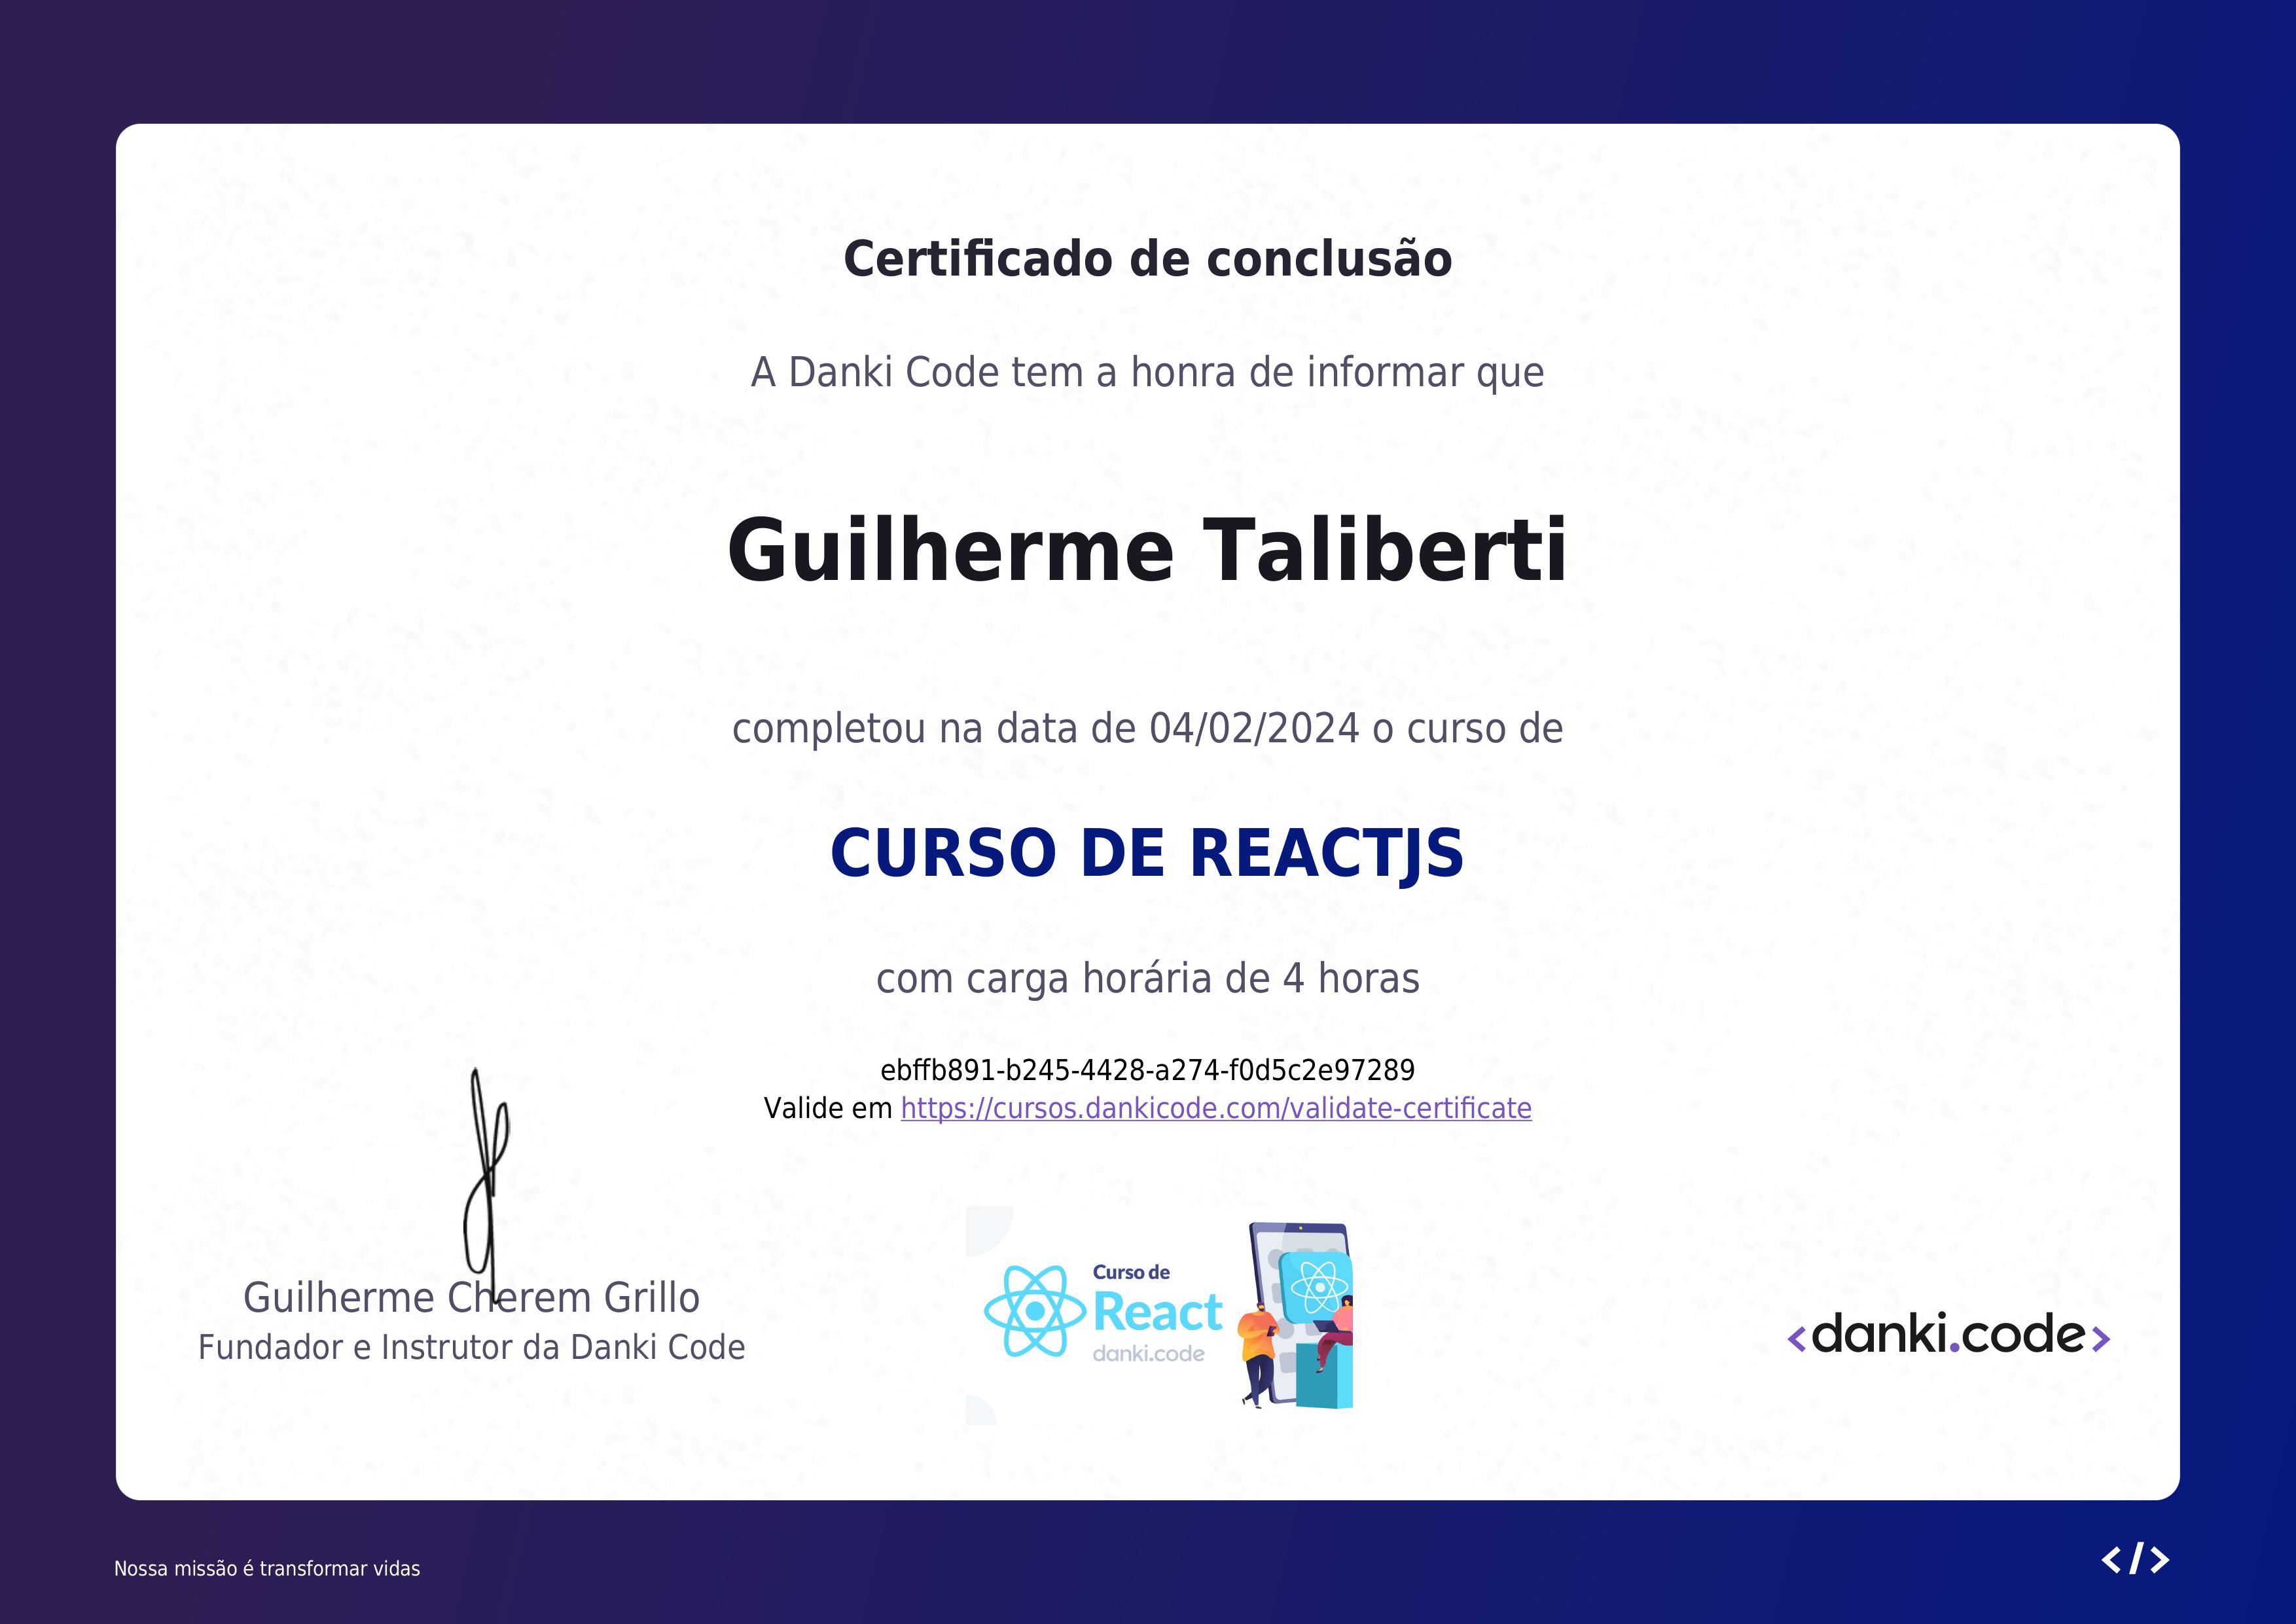 Certificado de conclusão
A Danki Code tem a honra de informar que
Guilherme Taliberti
completou na data de 04/02/2024 o curso de
CURSO DE REACTJS
com carga horária de 4 horas
ebffb891-b245-4428-a274-f0d5c2e97289
Valide em https://cursos.dankicode.com/validate-certificate
Guilherme Cherem Grillo
Fundador e Instrutor da Danki Code
Curso de
React
danki.code
<danki.code>
Nossa missão é transformar vidas
</>